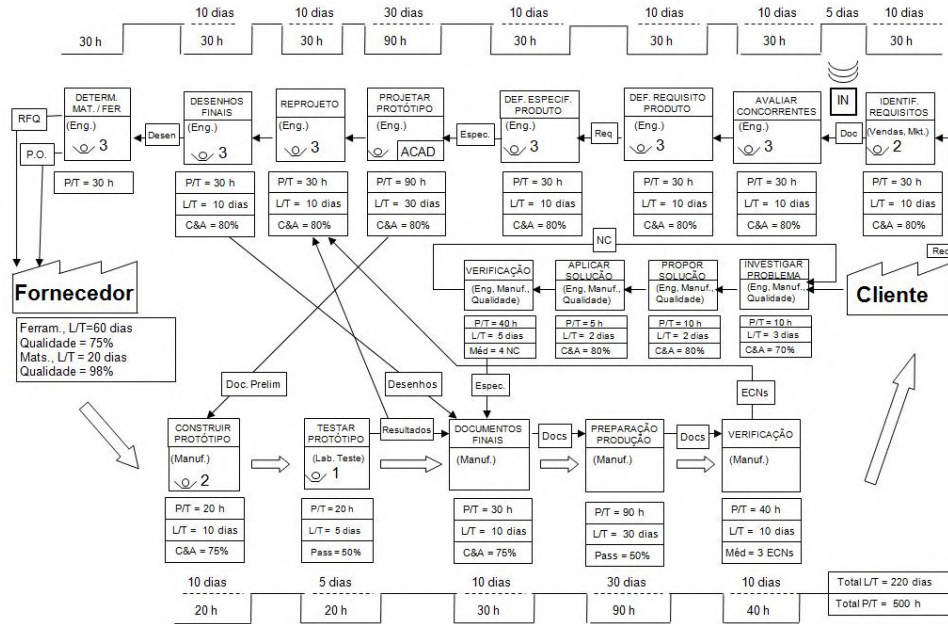 10 dias 10 dias 30 dias 10 dias 10 dias 10 dias 5 dias 10 dias
30 h 30 h 30 h 90 h 30 h 30 h 30 h 30 h
IN
DETERM. MAT. / FER
(Eng.)
3
DESENHOS FINAIS
(Eng.)
3
REPROJETO
(Eng.)
3
PROJETAR PROTÓTIPO
(Eng.)
ACAD
DEF. ESPECIF. PRODUTO
(Eng.)
3
DEF. REQUISITO PRODUTO
(Eng.)
3
AVALIAR CONCORRENTES
(Eng.)
3
IDENTIF. REQUISITOS
(Vendas, Mkt.)
2
RFQ
P.O.
Desen
Espec.
Req
Doc
P/T = 30 h
P/T = 30 h
L/T = 10 dias
C&A = 80%
P/T = 30 h
L/T = 10 dias
C&A = 80%
P/T = 90 h
L/T = 30 dias
C&A = 80%
P/T = 30 h
L/T = 10 dias
C&A = 80%
P/T = 30 h
L/T = 10 dias
C&A = 80%
P/T = 30 h
L/T = 10 dias
C&A = 80%
P/T = 30 h
L/T = 10 dias
C&A = 80%
NC
VERIFICAÇÃO
(Eng, Manuf., Qualidade)
APLICAR SOLUÇÃO
(Eng, Manuf., Qualidade)
PROPOR SOLUÇÃO
(Eng, Manuf., Qualidade)
INVESTIGAR PROBLEMA
(Eng, Manuf., Qualidade)
P/T = 40 h
L/T = 5 dias
Méd = 4 NC
P/T = 5 h
L/T = 2 dias
C&A = 80%
P/T = 10 h
L/T = 2 dias
C&A = 80%
P/T = 10 h
L/T = 3 dias
C&A = 70%
Fornecedor
Ferram., L/T=60 dias
Qualidade = 75%
Mats., L/T = 20 dias
Qualidade = 98%
Cliente
Doc. Prelim
Desenhos
Espec.
ECNs
Resultados
Docs
Docs
CONSTRUIR PROTÓTIPO
(Manuf.)
2
TESTAR PROTÓTIPO
(Lab. Teste)
1
DOCUMENTOS FINAIS
(Manuf.)
PREPARAÇÃO PRODUÇÃO
(Manuf.)
VERIFICAÇÃO
(Manuf.)
P/T = 20 h
L/T = 10 dias
C&A = 75%
P/T = 20 h
L/T = 5 dias
Pass = 50%
P/T = 30 h
L/T = 10 dias
C&A = 75%
P/T = 90 h
L/T = 30 dias
Pass = 50%
P/T = 40 h
L/T = 10 dias
Méd = 3 ECNs
10 dias 5 dias 10 dias 30 dias 10 dias
20 h 20 h 30 h 90 h 40 h
Total L/T = 220 dias
Total P/T = 500 h